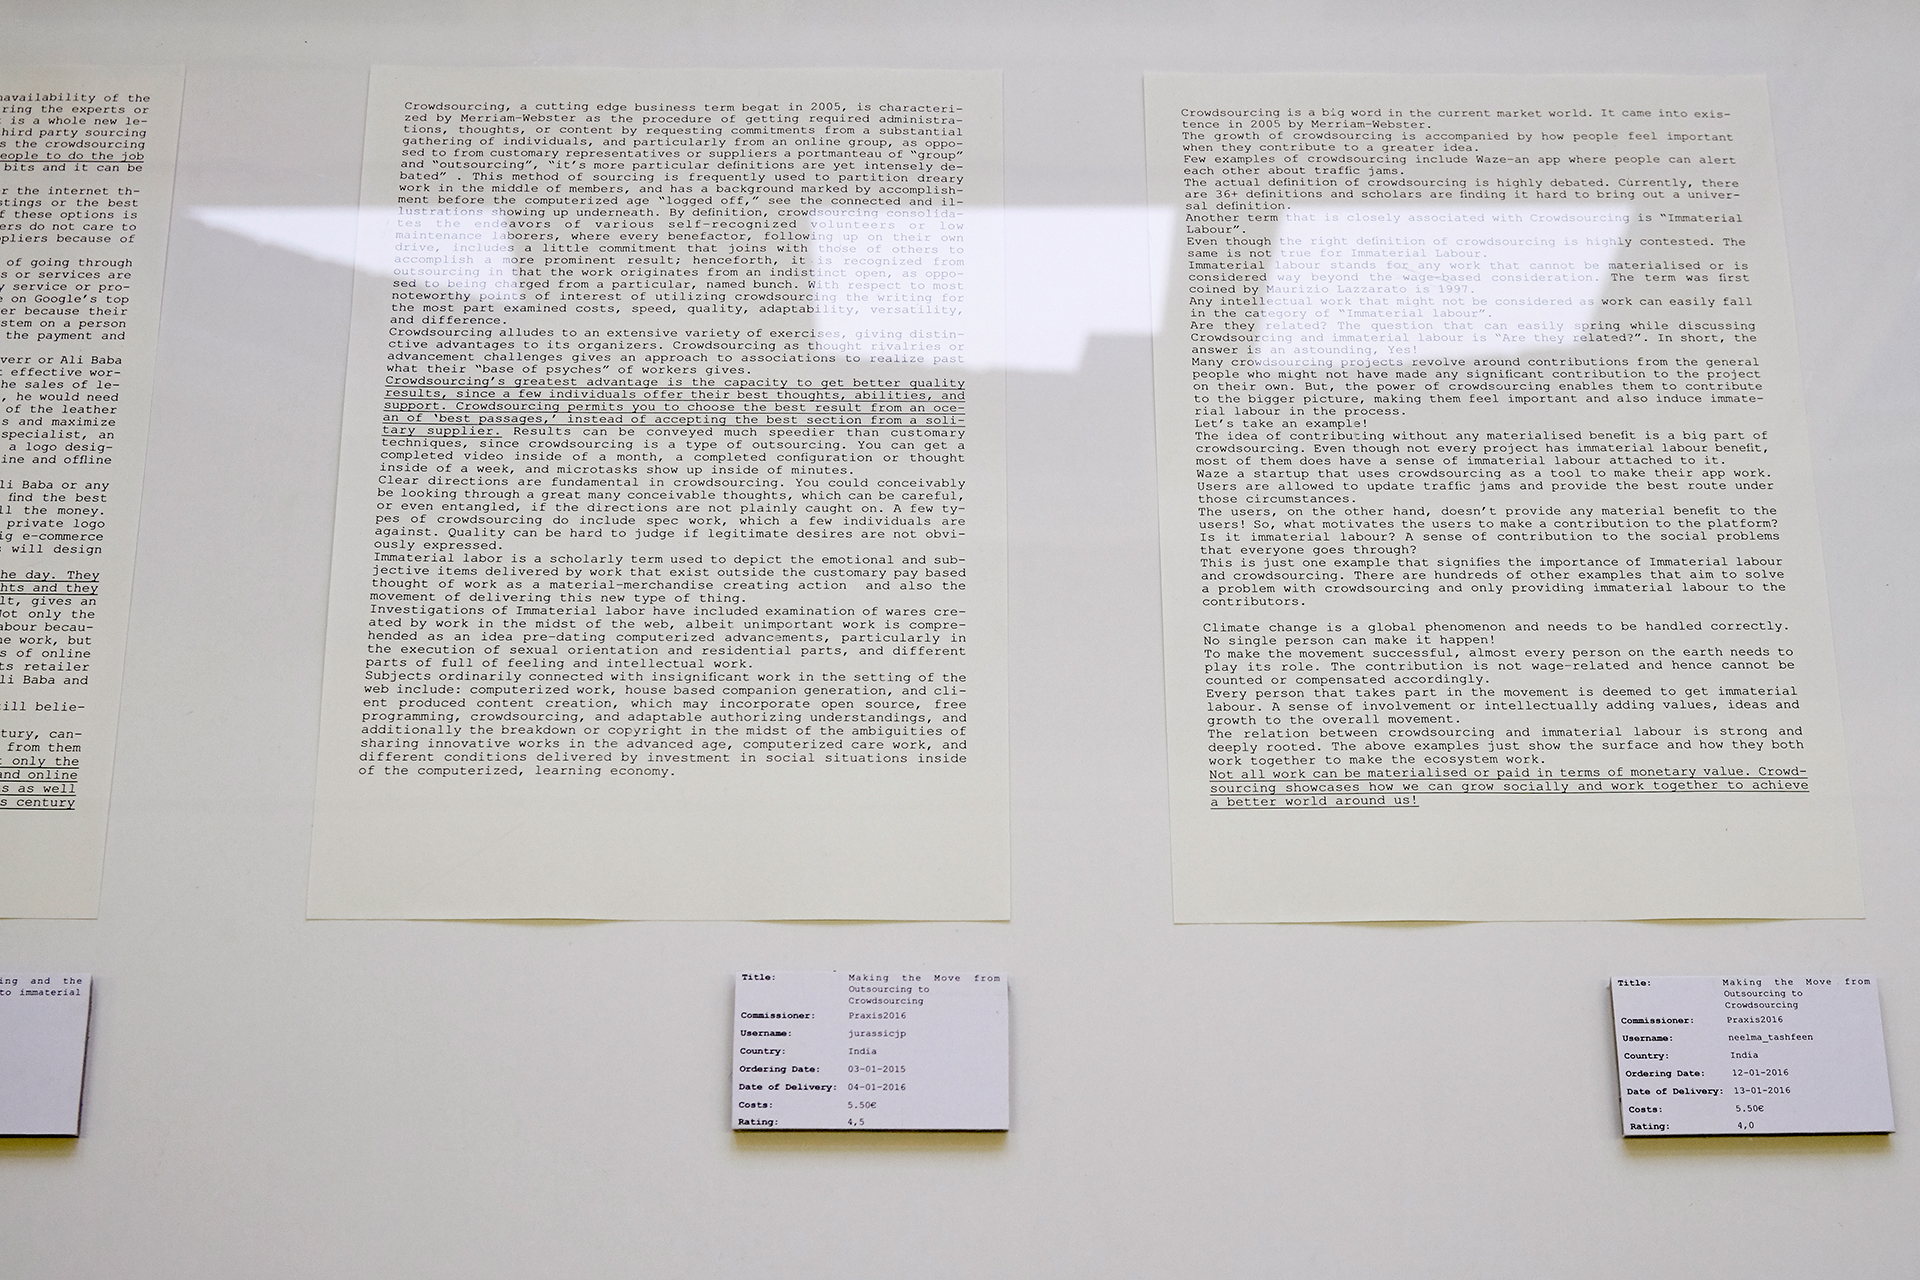 navailability of the
ring the experts or
is a whole new le-
hird party sourcing
s the crowdsourcing
eople to do the job
bits and it can be
r the internet th-
stings or the best
f these options is
ers do not care to
pliers because of
of going through
s or services are
y service or pro-
e on Google's top
er because their
stem on a person
the payment and
verr or Ali Baba
t effective wor-
he sales of le-
, he would need
of the leather
s and maximize
specialist, an
a logo desig-
ine and offline
li Baba or any
find the best
ll the money.
private logo
ig e-commerce
s will design
he day. They
hts and they
lt, gives an
Not only the
abour becau-
he work, but
s of online
ts retailer
li Baba and
till belie-
tury, can-
from them
t only the
and online
s as well
s century
ing and the
to immaterial
Crowdsourcing, a cutting edge business term begat in 2005, is characteri-
zed by Merriam-Webster as the procedure of getting required administra-
tions, thoughts, or content by requesting commitments from a substantial
gathering of individuals, and particularly from an online group, as oppo-
sed to from customary representatives or suppliers a portmanteau of “group”
and “outsourcing”, “it's more particular definitions are yet intensely de-
bated” . This method of sourcing is frequently used to partition dreary
work in the middle of members, and has a background marked by accomplish-
ment before the computerized age “logged off,” see the connected and il-
lustrations showing up underneath. By definition, crowdsourcing consolida-
tes the endeavors of various self-recognized volunteers or low
maintenance laborers, where every benefactor, following up on their own
drive, includes a little commitment that joins with those of others to
accomplish a more prominent result; henceforth, it is recognized from
outsourcing in that the work originates from an indistinct open, as oppo-
sed to being charged from a particular, named bunch. With respect to most
noteworthy points of interest of utilizing crowdsourcing the writing for
the most part examined costs, speed, quality, adaptability, versatility,
and difference.
Crowdsourcing alludes to an extensive variety of exercises, giving distin-
ctive advantages to its organizers. Crowdsourcing as thought rivalries or
advancement challenges gives an approach to associations to realize past
what their “base of psyches” of workers gives.
Crowdsourcing's greatest advantage is the capacity to get better quality
results, since a few individuals offer their best thoughts, abilities, and
support. Crowdsourcing permits you to choose the best result from an oce-
an of ‘best passages,’ instead of accepting the best section from a soli-
tary supplier. Results can be conveyed much speedier than customary
techniques, since crowdsourcing is a type of outsourcing. You can get a
completed video inside of a month, a completed configuration or thought
inside of a week, and microtasks show up inside of minutes.
Clear directions are fundamental in crowdsourcing. You could conceivably
be looking through a great many conceivable thoughts, which can be careful,
or even entangled, if the directions are not plainly caught on. A few ty-
pes of crowdsourcing do include spec work, which a few individuals are
against. Quality can be hard to judge if legitimate desires are not obvi-
ously expressed.
Immaterial labor is a scholarly term used to depict the emotional and sub-
jective items delivered by work that exist outside the customary pay based
thought of work as a material-merchandise creating action  and also the
movement of delivering this new type of thing.
Investigations of Immaterial labor have included examination of wares cre-
ated by work in the midst of the web, albeit unimportant work is compre-
hended as an idea pre-dating computerized advancements, particularly in
the execution of sexual orientation and residential parts, and different
parts of full of feeling and intellectual work.
Subjects ordinarily connected with insignificant work in the setting of the
web include: computerized work, house based companion generation, and cli-
ent produced content creation, which may incorporate open source, free
programming, crowdsourcing, and adaptable authorizing understandings, and
additionally the breakdown or copyright in the midst of the ambiguities of
sharing innovative works in the advanced age, computerized care work, and
different conditions delivered by investment in social situations inside
of the computerized, learning economy.
Title: Making the Move from
Outsourcing to
Crowdsourcing
Commissioner: Praxis2016
Username: jurassicjp
Country: India
Ordering Date: 03-01-2015
Date of Delivery: 04-01-2016
Costs: 5.50€
Rating: 4,5
Crowdsourcing is a big word in the current market world. It came into exis-
tence in 2005 by Merriam-Webster.
The growth of crowdsourcing is accompanied by how people feel important
when they contribute to a greater idea.
Few examples of crowdsourcing include Waze-an app where people can alert
each other about traffic jams.
The actual definition of crowdsourcing is highly debated. Currently, there
are 36+ definitions and scholars are finding it hard to bring out a univer-
sal definition.
Another term that is closely associated with Crowdsourcing is “Immaterial
Labour”.
Even though the right definition of crowdsourcing is highly contested. The
same is not true for Immaterial Labour.
Immaterial labour stands for any work that cannot be materialised or is
considered way beyond the wage-based consideration. The term was first
coined by Maurizio Lazzarato is 1997.
Any intellectual work that might not be considered as work can easily fall
in the category of “Immaterial labour”.
Are they related? The question that can easily spring while discussing
Crowdsourcing and immaterial labour is “Are they related?”. In short, the
answer is an astounding, Yes!
Many crowdsourcing projects revolve around contributions from the general
people who might not have made any significant contribution to the project
on their own. But, the power of crowdsourcing enables them to contribute
to the bigger picture, making them feel important and also induce immate-
rial labour in the process.
Let's take an example!
The idea of contributing without any materialised benefit is a big part of
crowdsourcing. Even though not every project has immaterial labour benefit,
most of them does have a sense of immaterial labour attached to it.
Waze a startup that uses crowdsourcing as a tool to make their app work.
Users are allowed to update traffic jams and provide the best route under
those circumstances.
The users, on the other hand, doesn't provide any material benefit to the
users! So, what motivates the users to make a contribution to the platform?
Is it immaterial labour? A sense of contribution to the social problems
that everyone goes through?
This is just one example that signifies the importance of Immaterial labour
and crowdsourcing. There are hundreds of other examples that aim to solve
a problem with crowdsourcing and only providing immaterial labour to the
contributors.
Climate change is a global phenomenon and needs to be handled correctly.
No single person can make it happen!
To make the movement successful, almost every person on the earth needs to
play its role. The contribution is not wage-related and hence cannot be
counted or compensated accordingly.
Every person that takes part in the movement is deemed to get immaterial
labour. A sense of involvement or intellectually adding values, ideas and
growth to the overall movement.
The relation between crowdsourcing and immaterial labour is strong and
deeply rooted. The above examples just show the surface and how they both
work together to make the ecosystem work.
Not all work can be materialised or paid in terms of monetary value. Crowd-
sourcing showcases how we can grow socially and work together to achieve
a better world around us!
Title: Making the Move from
Outsourcing to
Crowdsourcing
Commissioner: Praxis2016
Username: neelma_tashfeen
Country: India
Ordering Date: 12-01-2016
Date of Delivery: 13-01-2016
Costs: 5.50€
Rating: 4,0